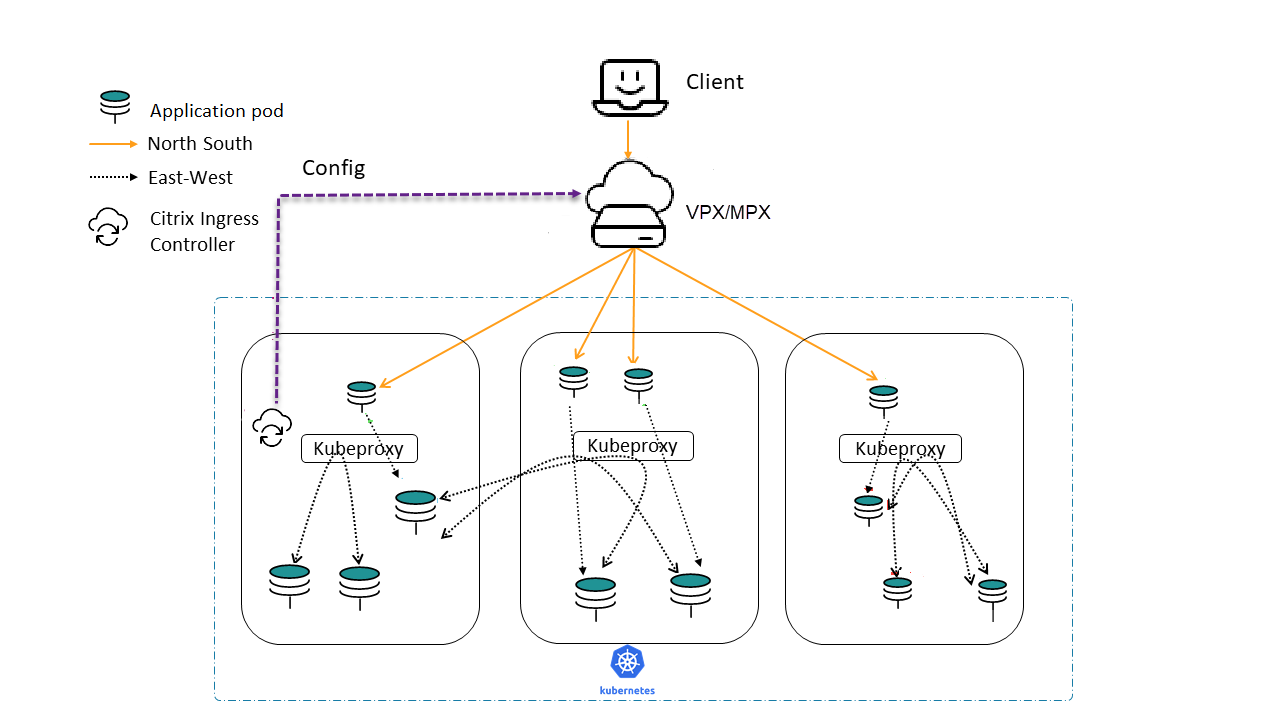 Client
Application pod
North South
Config
East-West
VPX/MPX
Citrix Ingress
Controller
Kubeproxy
Kubeproxy
Kubeproxy
kubernetes